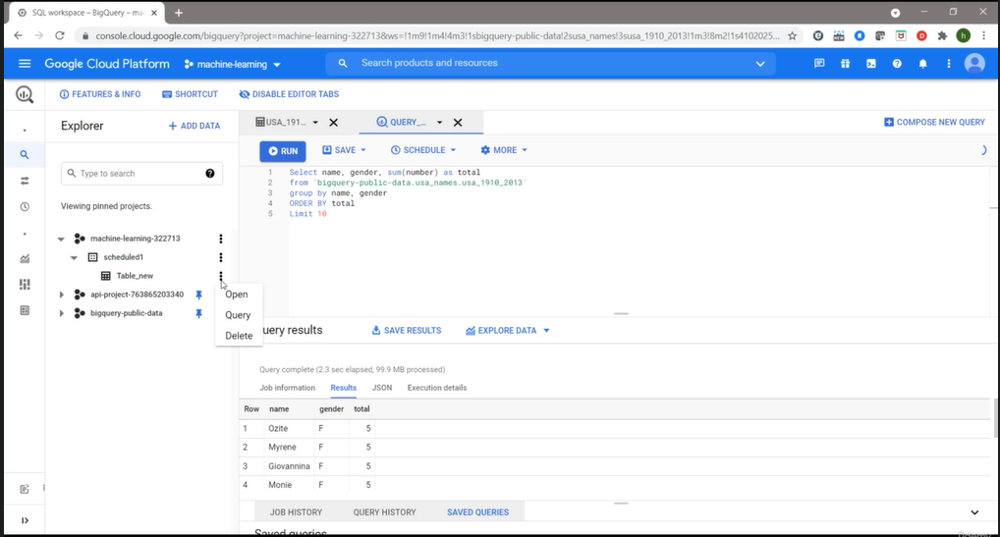 SQL workspace – BigQuery – ma
console.cloud.google.com/bigquery?project=machine-learning-322713&ws=!1m9!1m4!4m3!1sbigquery-public-data!2susa_names!3susa_1910_2013!1m3!8m2!1s4102025...
h
Google Cloud Platform
machine-learning
Search products and resources
FEATURES & INFO
SHORTCUT
DISABLE EDITOR TABS
Explorer
+ ADD DATA
USA_191...
QUERY_...
COMPOSE NEW QUERY
RUN
SAVE
SCHEDULE
MORE
Type to search
Viewing pinned projects.
machine-learning-322713
scheduled1
Table_new
api-project-763865203340
bigquery-public-data
Open
Query
Delete
1 Select name, gender, sum(number) as total
2 from `bigquery-public-data.usa_names.usa_1910_2013`
3 group by name, gender
4 ORDER BY total
5 Limit 10
uery results
SAVE RESULTS
EXPLORE DATA
Query complete (2.3 sec elapsed, 99.9 MB processed)
Job information Results JSON Execution details
Row name gender total
1 Ozite F 5
2 Myrene F 5
3 Giovannina F 5
4 Monie F 5
JOB HISTORY QUERY HISTORY SAVED QUERIES
Saved queries